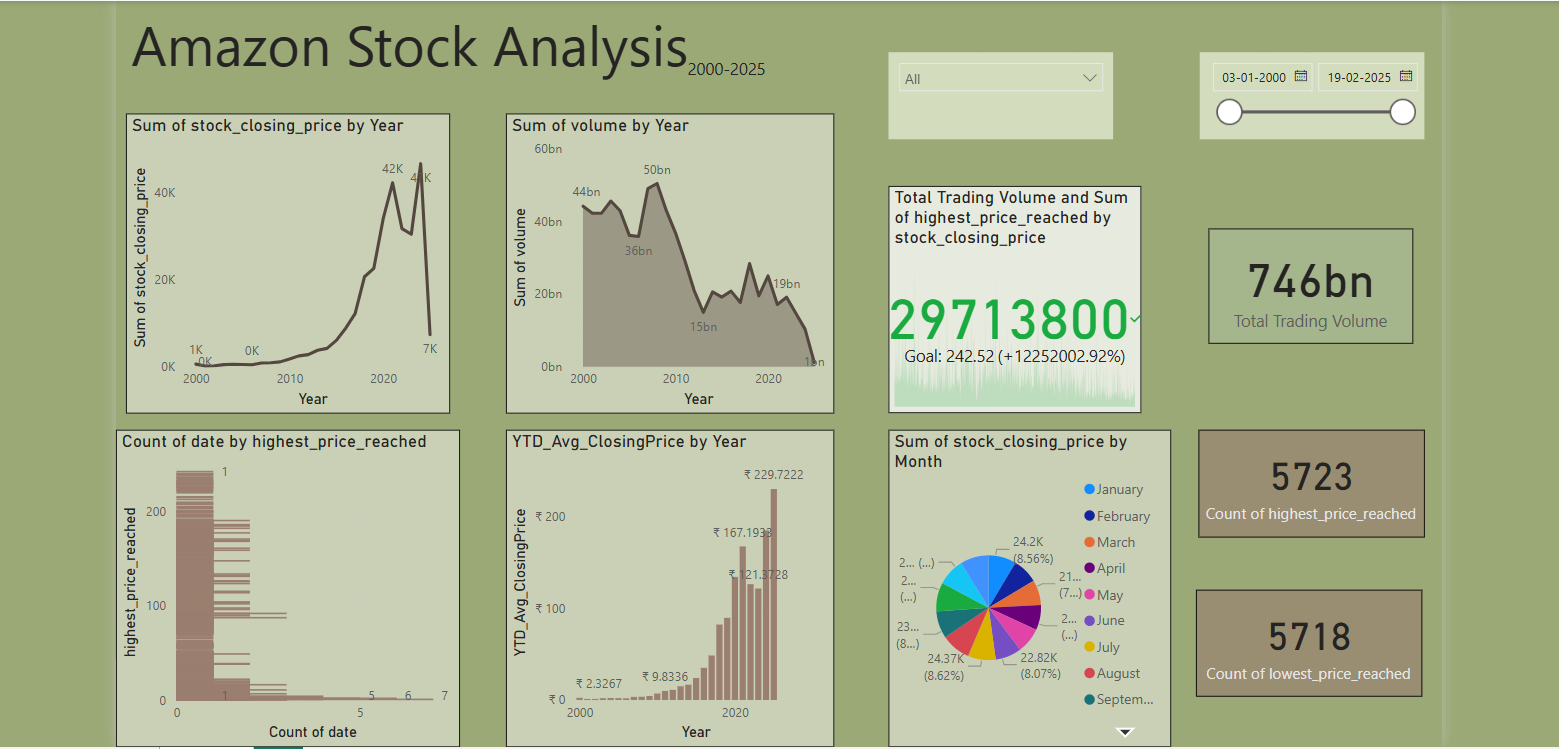 Amazon Stock Analysis
2000-2025
All
03-01-2000
19-02-2025
Sum of stock_closing_price by Year
Sum of stock_closing_price
40K
20K
0K
1K
0K
0K
42K
7K
2000
2010
2020
Year
Sum of volume by Year
Sum of volume
60bn
40bn
20bn
0bn
44bn
36bn
50bn
15bn
19bn
1bn
2000
2010
2020
Year
Total Trading Volume and Sum
of highest_price_reached by
stock_closing_price
29713800
Goal: 242.52 (+12252002.92%)
746bn
Total Trading Volume
Count of date by highest_price_reached
highest_price_reached
200
100
0
1
1
5
6
7
0
5
Count of date
YTD_Avg_ClosingPrice by Year
YTD_Avg_ClosingPrice
₹ 200
₹ 100
₹ 0
₹ 2.3267
₹ 9.8336
₹ 167.1933
₹ 121.3728
₹ 229.7222
2000
2020
Year
Sum of stock_closing_price by
Month
24.2K
(8.56%)
21...
(7...)
2...
(...)
22.82K
(8.07%)
24.37K
(8.62%)
23...
(8...)
2...
(...)
2... (...)
January
February
March
April
May
June
July
August
Septem...
5723
Count of highest_price_reached
5718
Count of lowest_price_reached